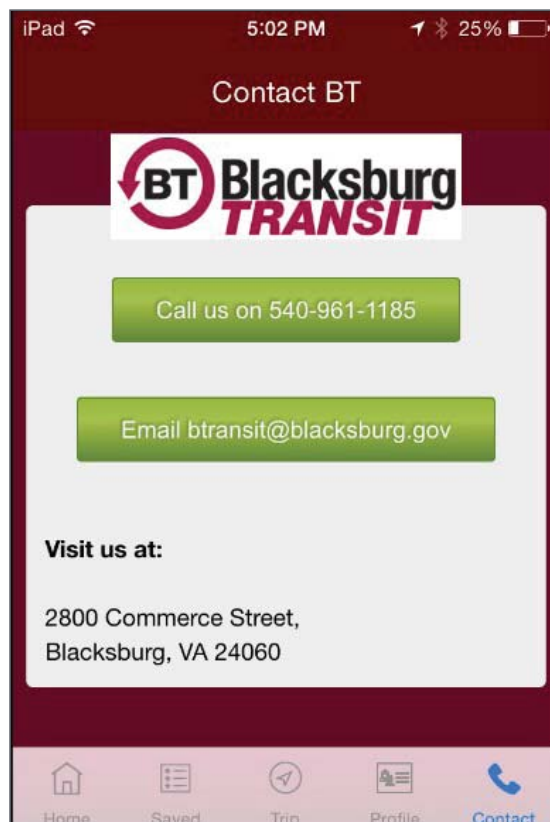 iPad 5:02 PM 25%
Contact BT
BT Blacksburg
TRANSIT
Call us on 540-961-1185
Email btransit@blacksburg.gov
Visit us at:
2800 Commerce Street,
Blacksburg, VA 24060
Home Saved Trip Profile Contact